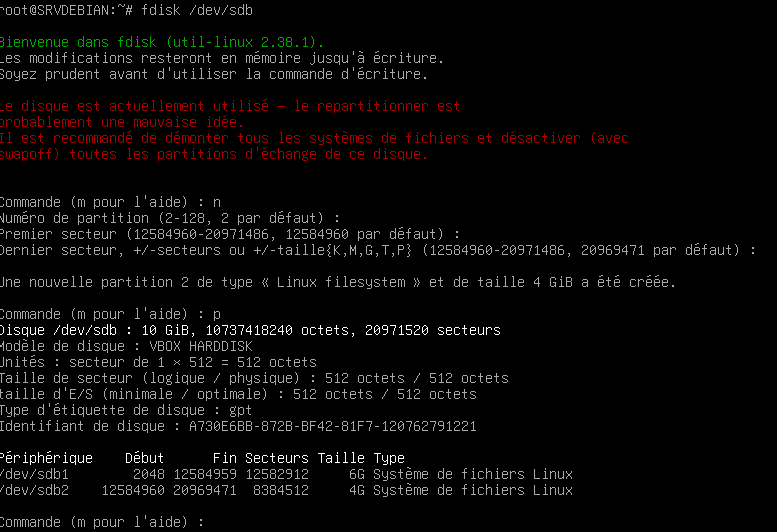 root@SRVDEBIAN:~# fdisk /dev/sdb
Bienvenue dans fdisk (util-linux 2.38.1).
Les modifications resteront en mémoire jusqu'à écriture.
Soyez prudent avant d'utiliser la commande d'écriture.
Le disque est actuellement utilisé – le repartitionner est
probablement une mauvaise idée.
Il est recommandé de démonter tous les systèmes de fichiers et désactiver (avec
swapoff) toutes les partitions d'échange de ce disque.
Commande (m pour l'aide) : n
Numéro de partition (2-128, 2 par défaut) :
Premier secteur (12584960-20971486, 12584960 par défaut) :
Dernier secteur, +/-secteurs ou +/-taille{K,M,G,T,P} (12584960-20971486, 20969471 par défaut) :
Une nouvelle partition 2 de type « Linux filesystem » et de taille 4 GiB a été créée.
Commande (m pour l'aide) : p
Disque /dev/sdb : 10 GiB, 10737418240 octets, 20971520 secteurs
Modèle de disque : VBOX HARDDISK
Unités : secteur de 1 × 512 = 512 octets
Taille de secteur (logique / physique) : 512 octets / 512 octets
taille d'E/S (minimale / optimale) : 512 octets / 512 octets
Type d'étiquette de disque : gpt
Identifiant de disque : A730E6BB-872B-BF42-81F7-120762791221
Périphérique Début Fin Secteurs Taille Type
/dev/sdb1 2048 12584959 12582912 6G Système de fichiers Linux
/dev/sdb2 12584960 20969471 8384512 4G Système de fichiers Linux
Commande (m pour l'aide) :